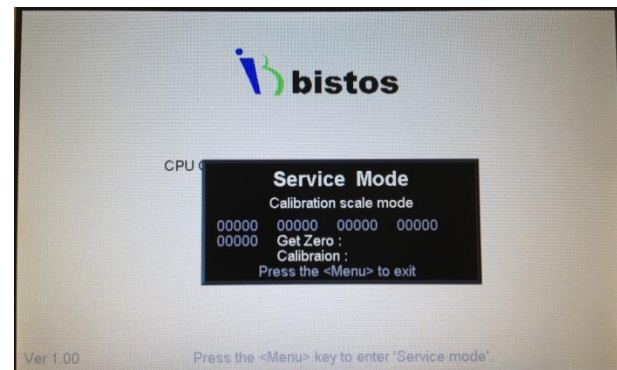 bistos
CPU
Service Mode
Calibration scale mode
00000 00000 00000 00000
00000 Get Zero :
Calibraion :
Press the <Menu> to exit
Ver 1.00 Press the <Menu> key to enter 'Service mode'.